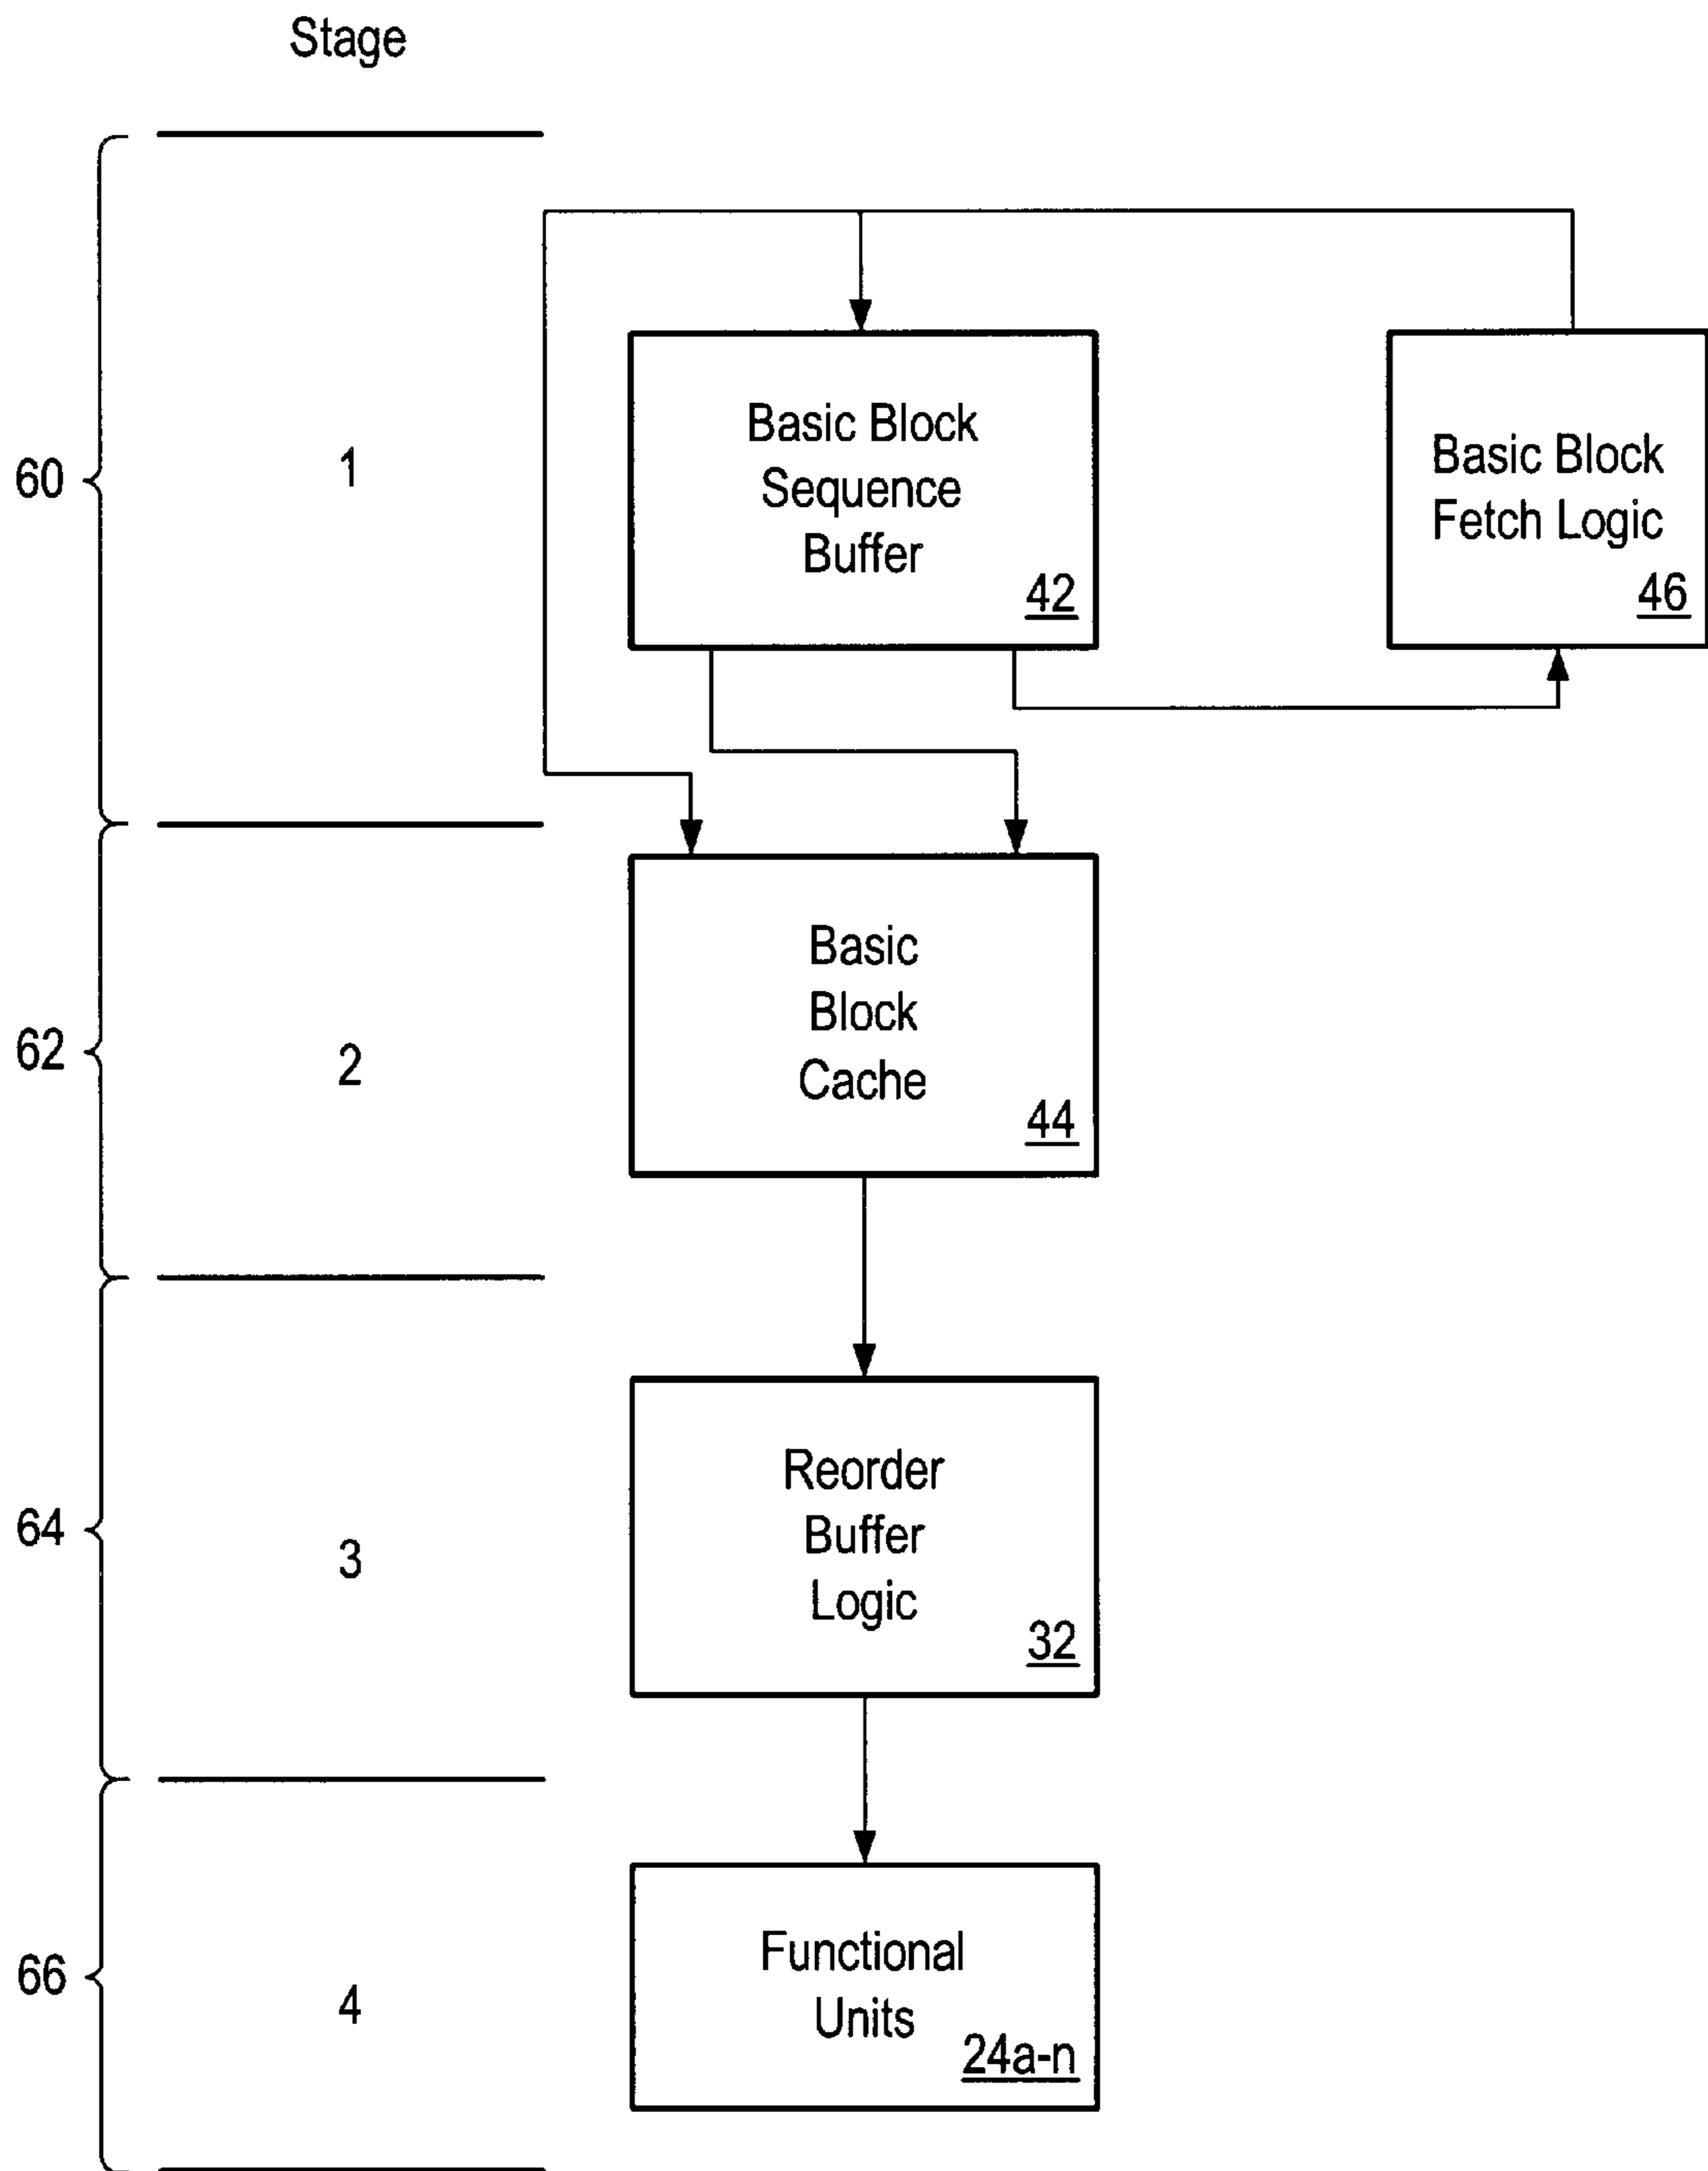 Stage
60
1
Basic Block
Sequence
Buffer
42
Basic Block
Fetch Logic
46
62
2
Basic
Block
Cache
44
64
3
Reorder
Buffer
Logic
32
66
4
Functional
Units
24a-n